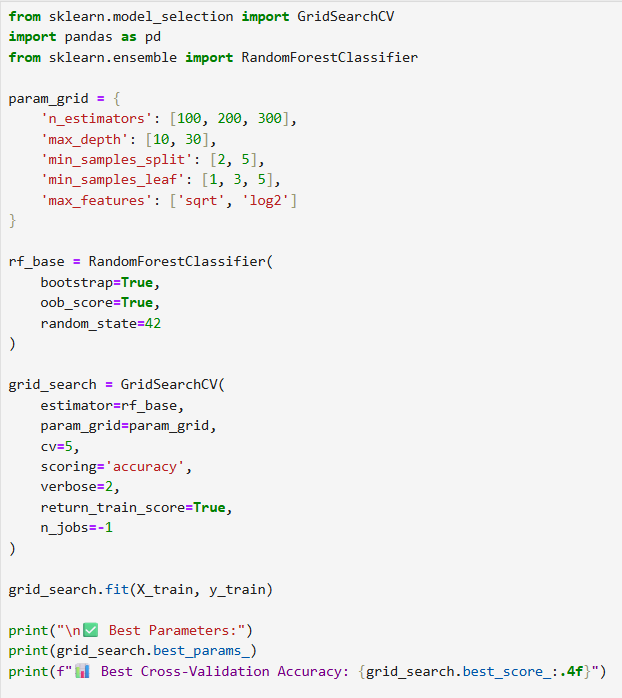 from sklearn.model_selection import GridSearchCV
import pandas as pd
from sklearn.ensemble import RandomForestClassifier

param_grid = {
    'n_estimators': [100, 200, 300],
    'max_depth': [10, 30],
    'min_samples_split': [2, 5],
    'min_samples_leaf': [1, 3, 5],
    'max_features': ['sqrt', 'log2']
}

rf_base = RandomForestClassifier(
    bootstrap=True,
    oob_score=True,
    random_state=42
)

grid_search = GridSearchCV(
    estimator=rf_base,
    param_grid=param_grid,
    cv=5,
    scoring='accuracy',
    verbose=2,
    return_train_score=True,
    n_jobs=-1
)

grid_search.fit(X_train, y_train)

print("\n✅ Best Parameters:")
print(grid_search.best_params_)
print(f"📊 Best Cross-Validation Accuracy: {grid_search.best_score_:.4f}")